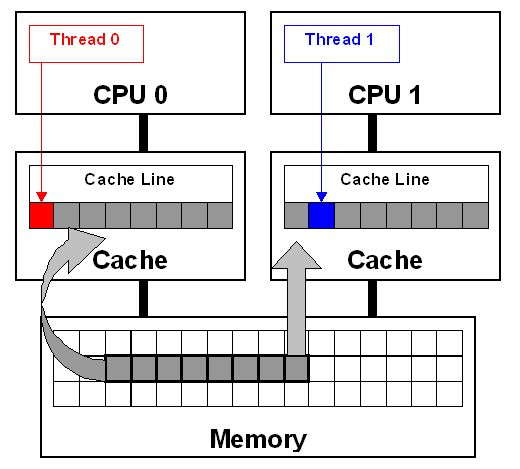 Thread 0
Thread 1
CPU 0
CPU 1
Cache Line
Cache Line
Cache
Cache
Memory